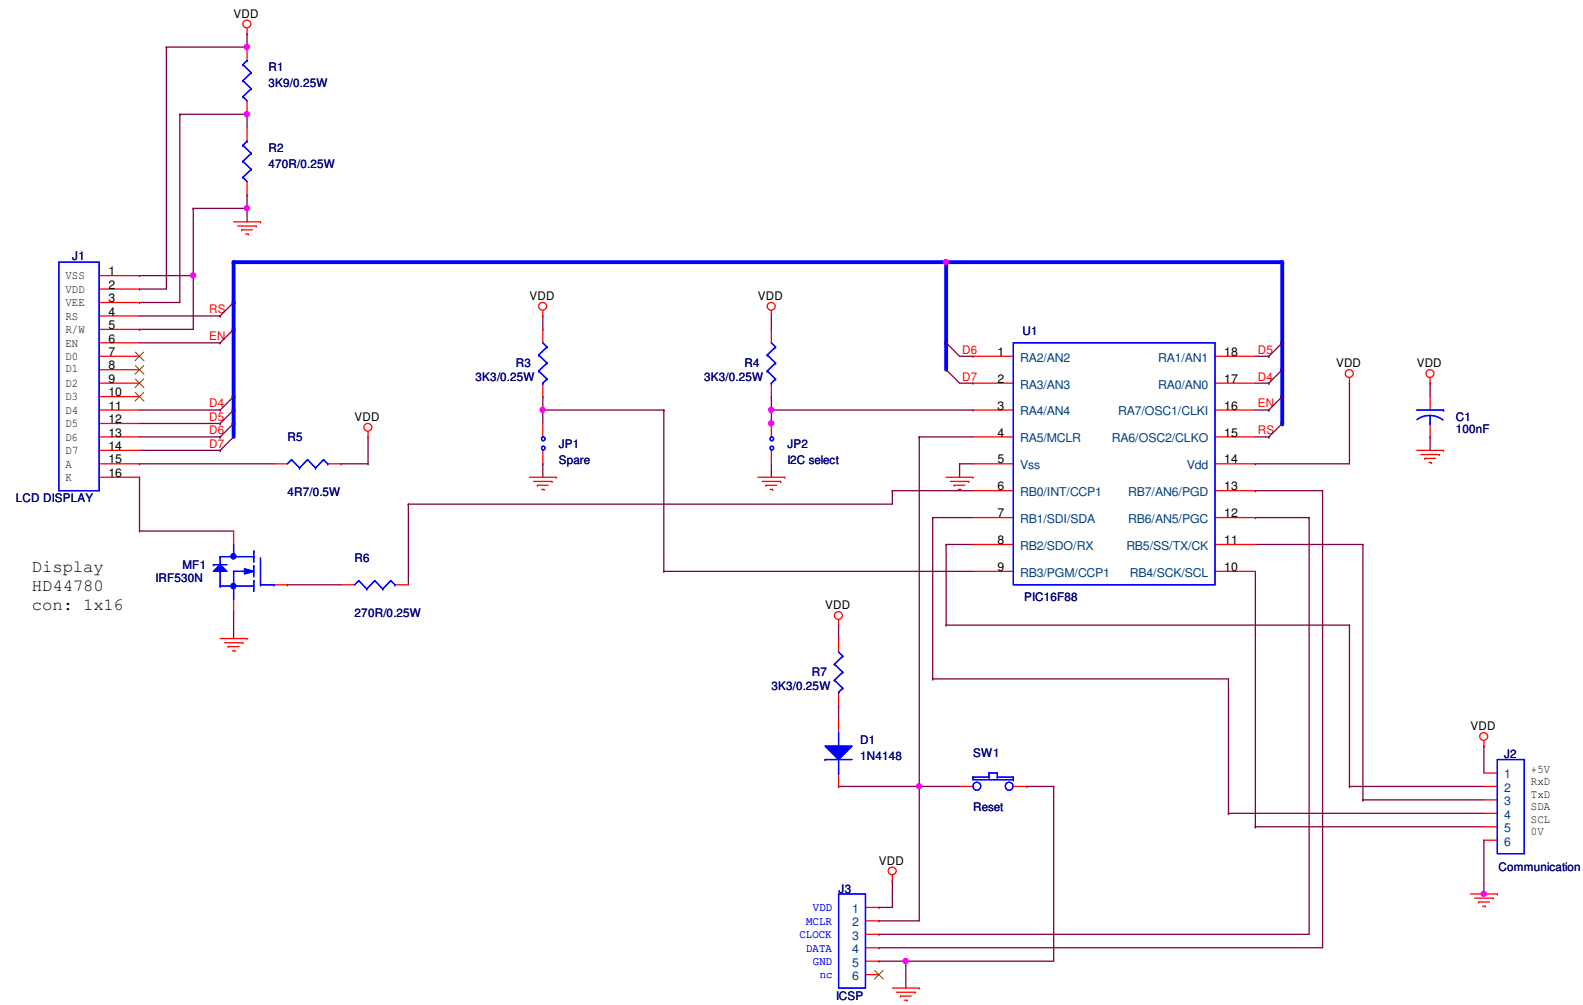 VDD
R1
3K9/0.25W
R2
470R/0.25W
J1
VSS 1
VDD 2
VEE 3
RS 4 RS
R/W 5
EN 6 EN
D0 7
D1 8
D2 9
D3 10
D4 11 D4
D5 12 D5
D6 13 D6
D7 14 D7
A 15
K 16
LCD DISPLAY
R5
4R7/0.5W
VDD
Display
HD44780
con: 1x16
MF1
IRF530N
R6
270R/0.25W
VDD
R3
3K3/0.25W
JP1
Spare
VDD
R4
3K3/0.25W
JP2
I2C select
U1
D6 1 RA2/AN2 RA1/AN1 18 D5
D7 2 RA3/AN3 RA0/AN0 17 D4
3 RA4/AN4 RA7/OSC1/CLKI 16 EN
4 RA5/MCLR RA6/OSC2/CLKO 15 RS
5 Vss Vdd 14
6 RB0/INT/CCP1 RB7/AN6/PGD 13
7 RB1/SDI/SDA RB6/AN5/PGC 12
8 RB2/SDO/RX RB5/SS/TX/CK 11
9 RB3/PGM/CCP1 RB4/SCK/SCL 10
PIC16F88
VDD
VDD
C1
100nF
VDD
R7
3K3/0.25W
D1
1N4148
SW1
Reset
VDD
J2
1 +5V
2 RxD
3 TxD
4 SDA
5 SCL
6 0V
Communication
VDD
J3
VDD 1
MCLR 2
CLOCK 3
DATA 4
GND 5
nc 6
ICSP